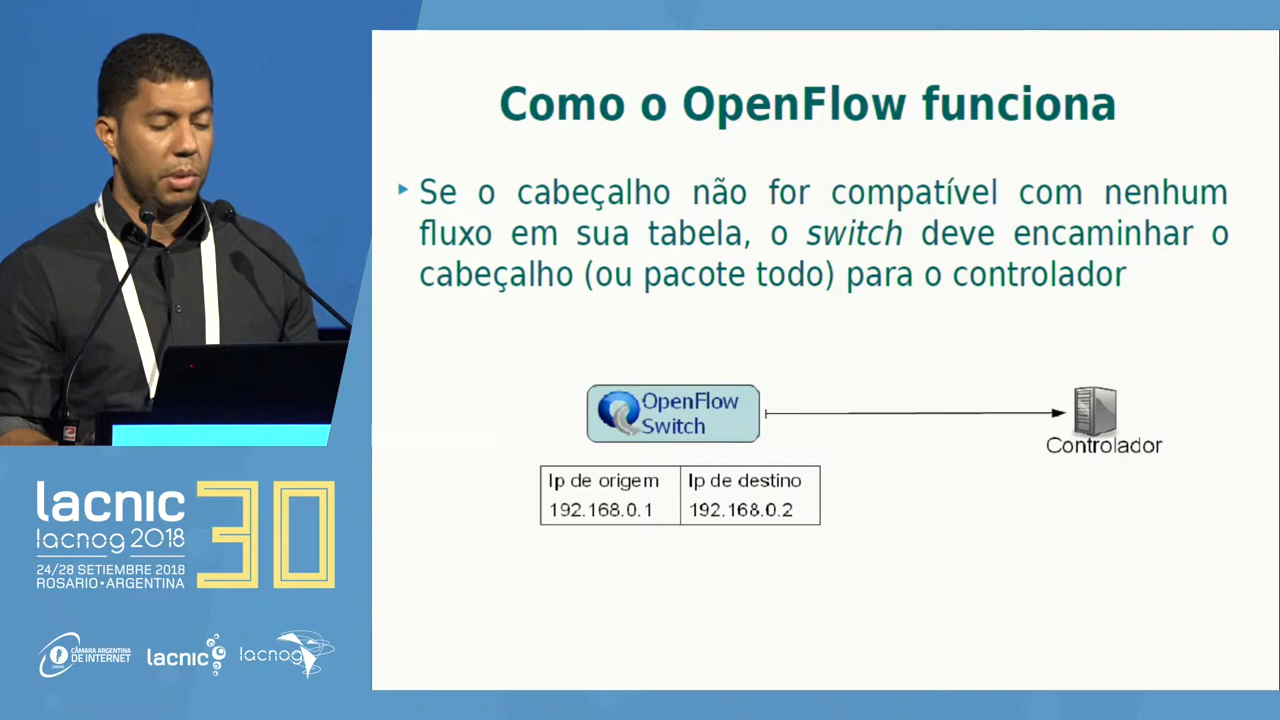 Como o OpenFlow funciona
Se o cabeçalho não for compatível com nenhum
fluxo em sua tabela, o switch deve encaminhar o
cabeçalho (ou pacote todo) para o controlador
OpenFlow
Switch
Controlador
Ip de origem Ip de destino
192.168.0.1 192.168.0.2
lacnic 30
lacnog 2018
24/28 SETIEMBRE 2018
ROSARIO•ARGENTINA
CÁMARA ARGENTINA
DE INTERNET
lacnic
lacnog